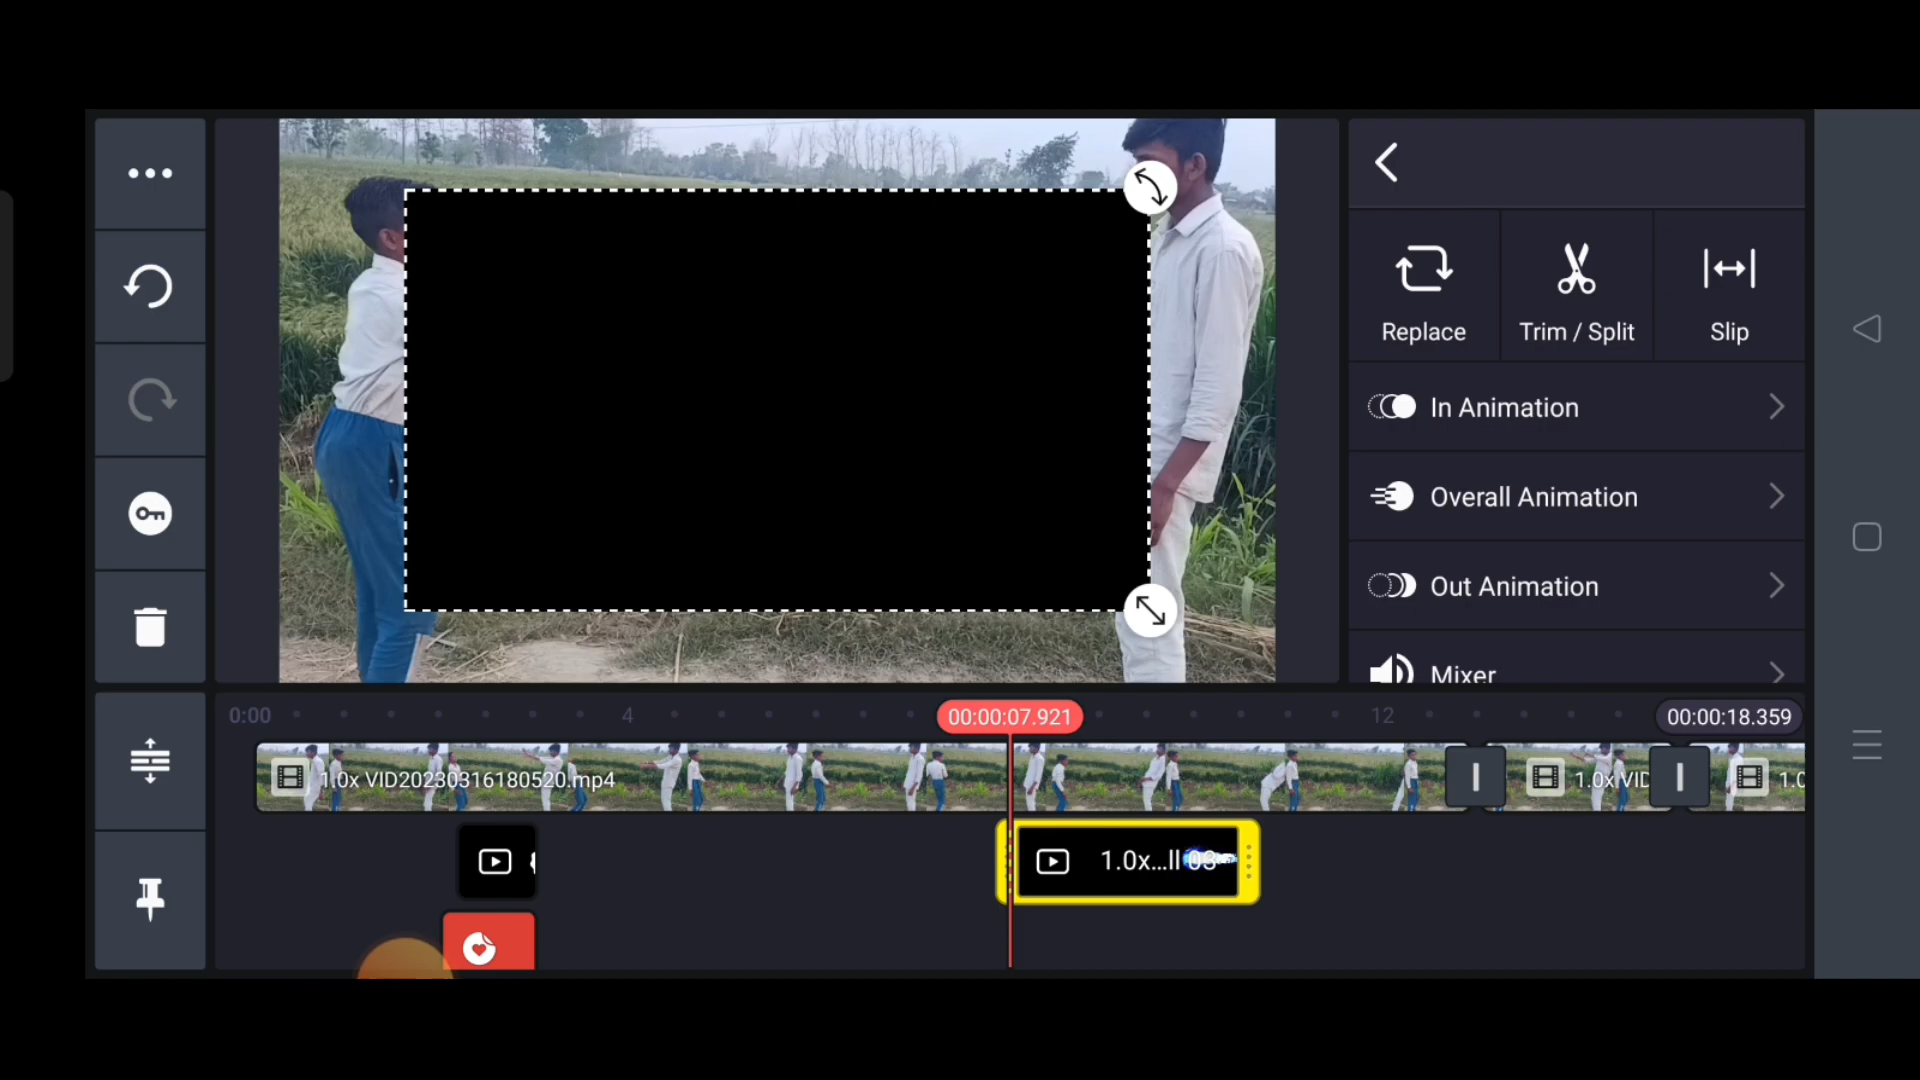 Replace
Trim / Split
Slip
In Animation
Overall Animation
Out Animation
Mixer
0:00
4
00:00:07.921
12
00:00:18.359
1.0x VID20230316180520.mp4
1.0x VID
1.0
1.0x...ll 03